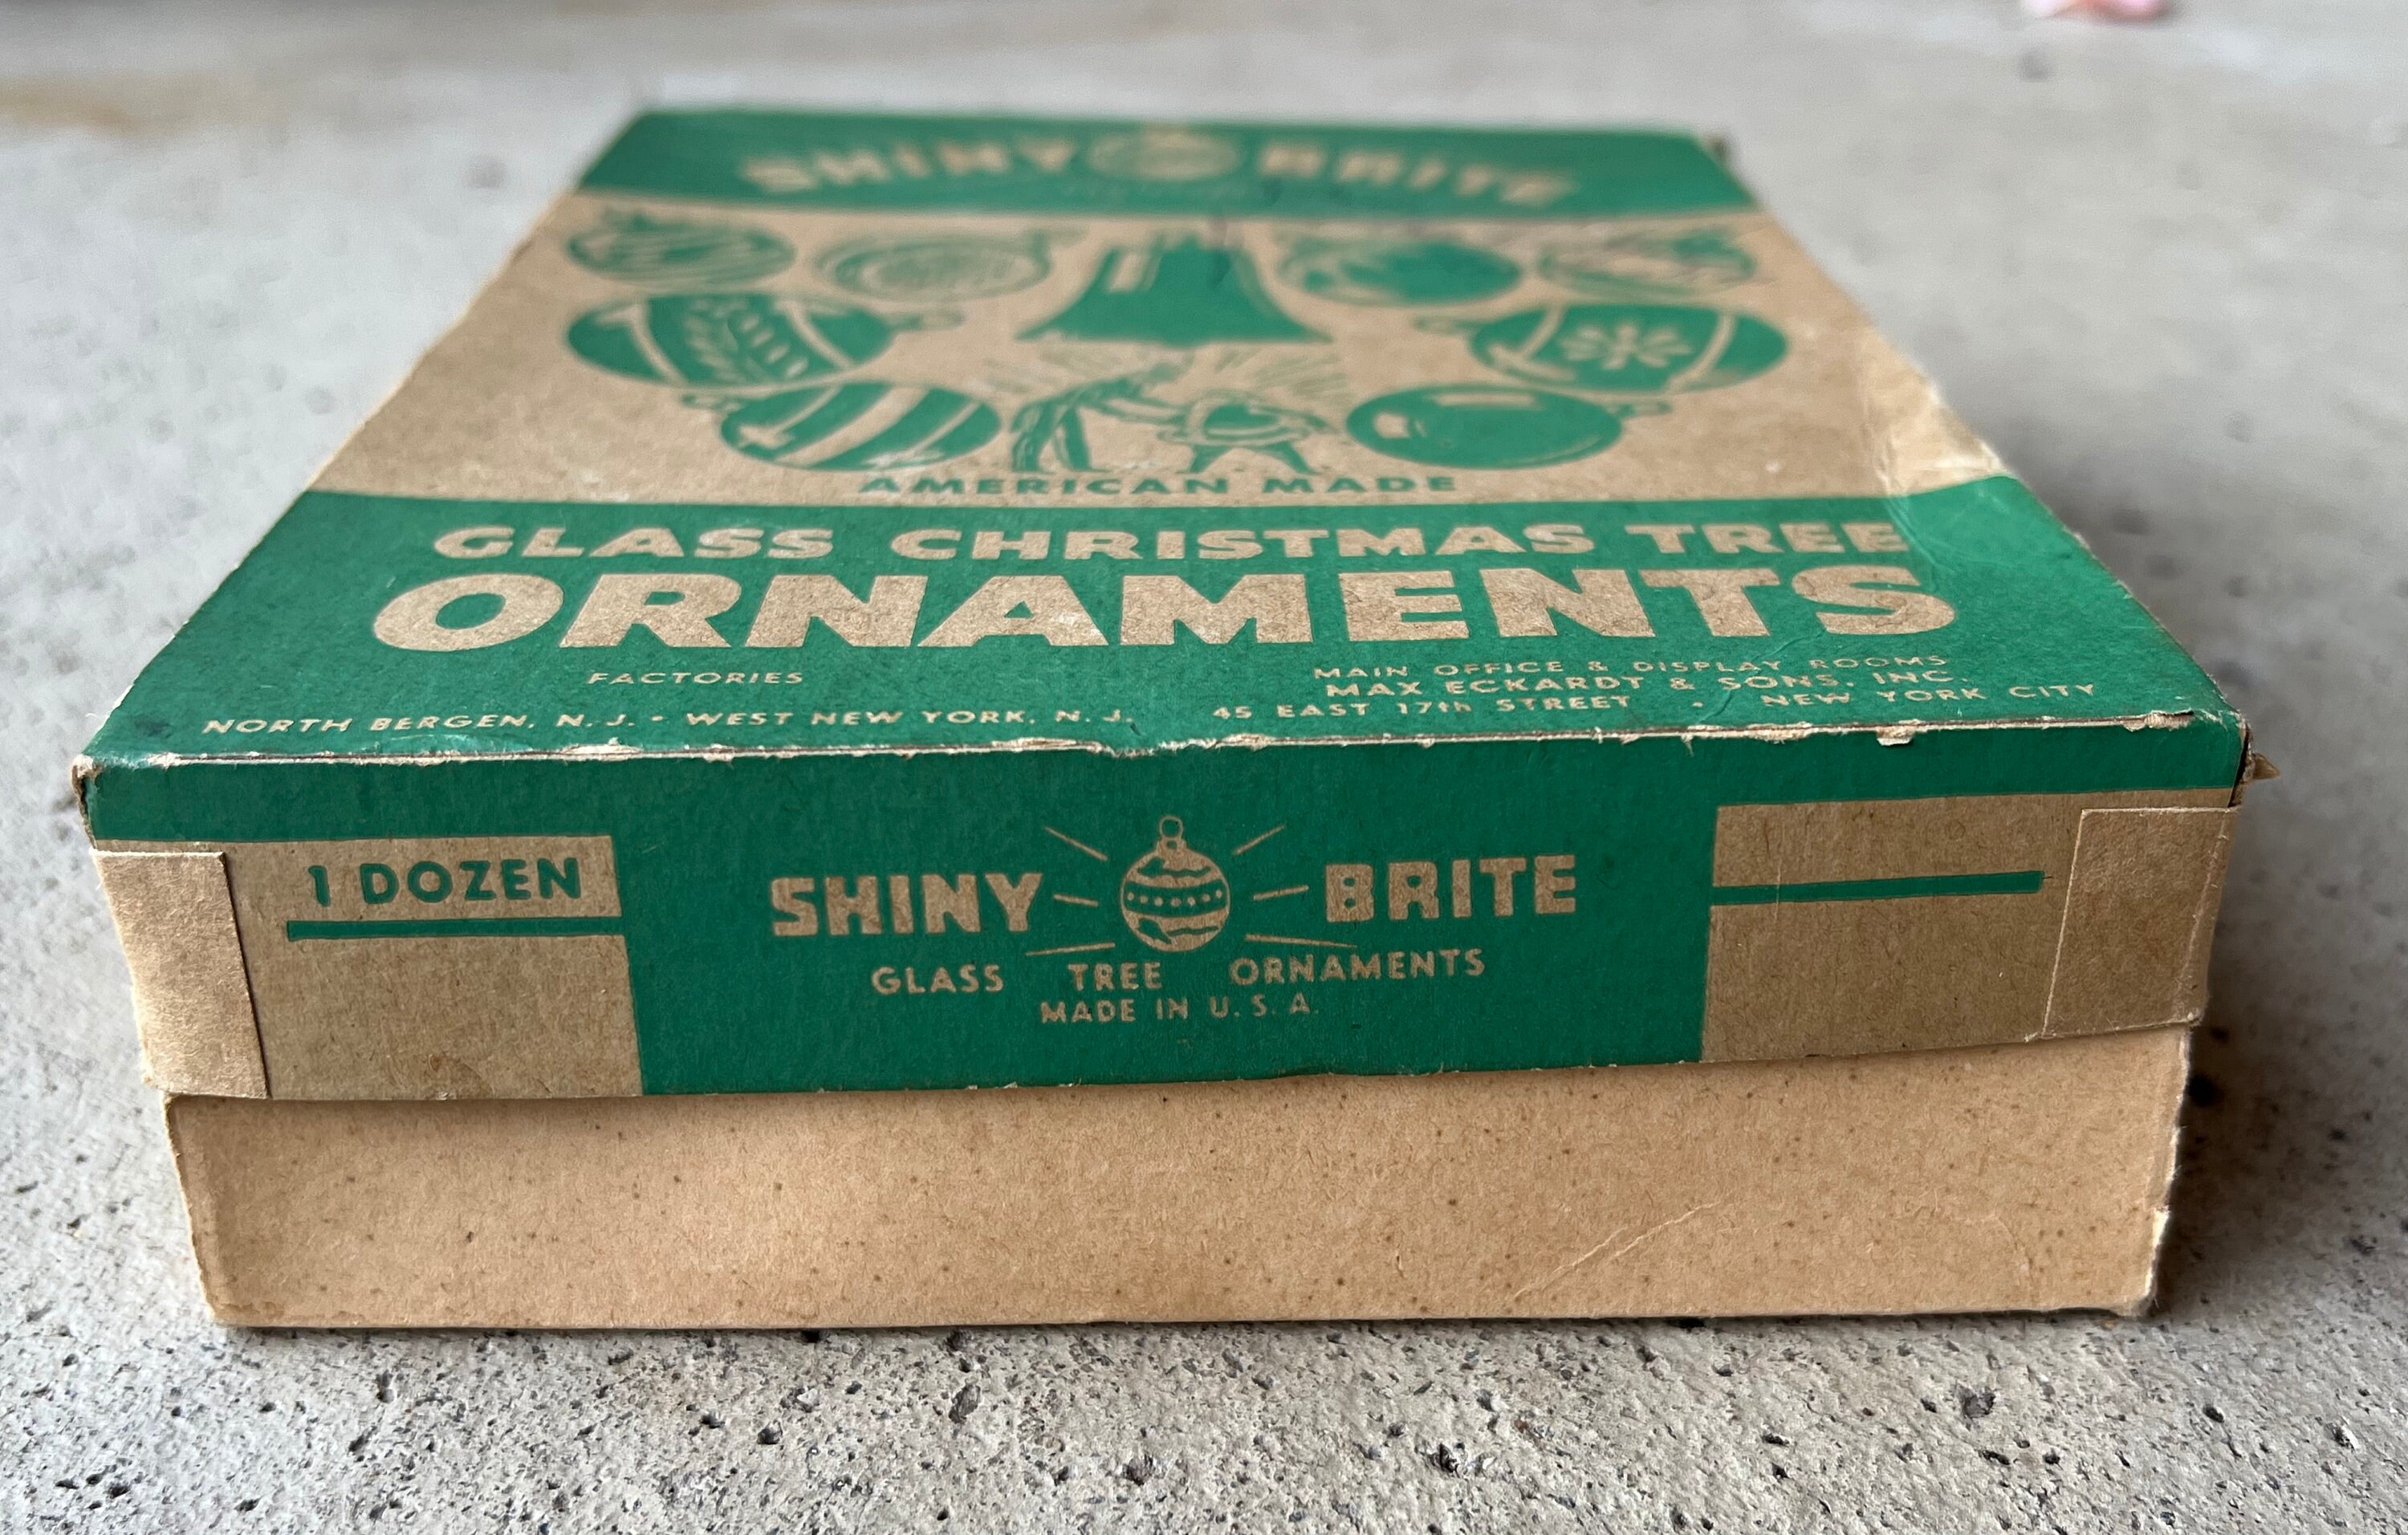 SHINY BRITE
AMERICAN MADE
GLASS CHRISTMAS TREE
ORNAMENTS
FACTORIES
NORTH BERGEN, N. J. • WEST NEW YORK, N. J.
MAIN OFFICE & DISPLAY ROOMS
MAX ECKARDT & SONS, INC.
45 EAST 17th STREET • NEW YORK CITY
1 DOZEN
SHINY BRITE
GLASS TREE ORNAMENTS
MADE IN U. S. A.